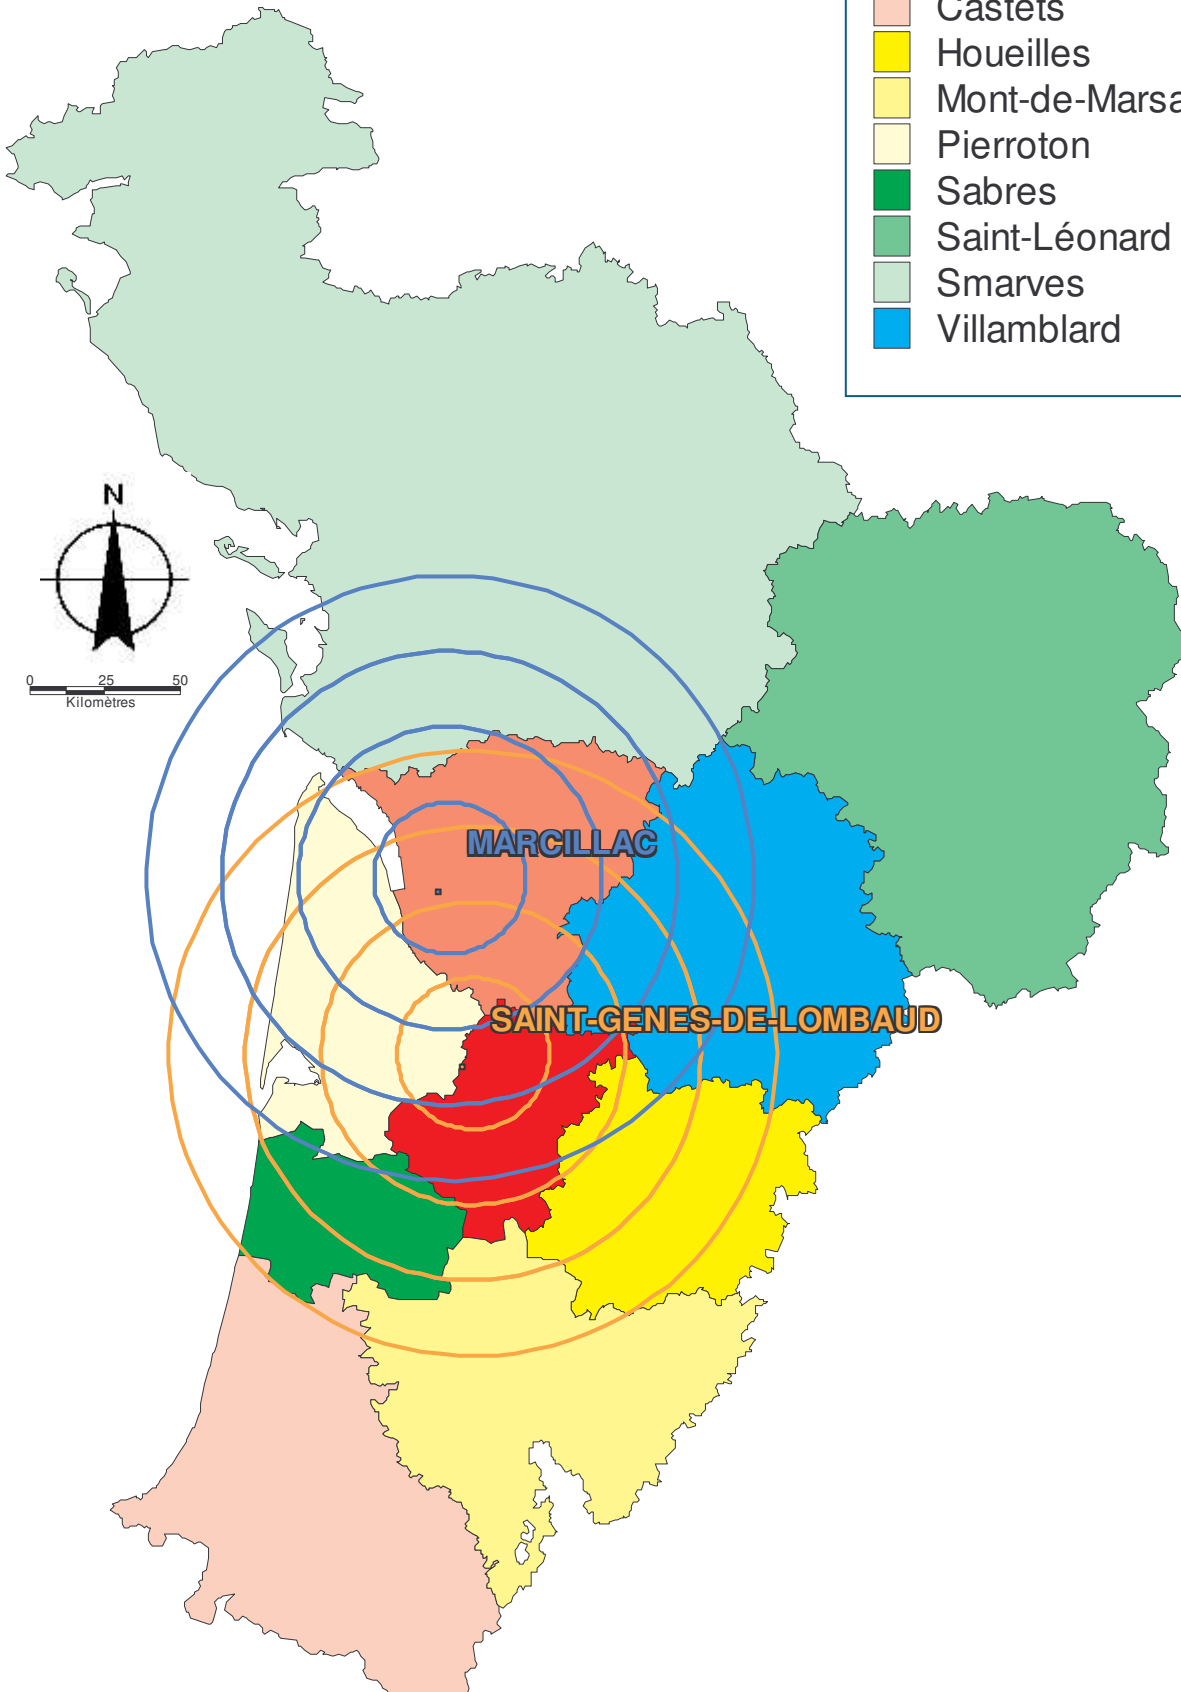 Castets
Houeilles
Mont-de-Marsa
Pierroton
Sabres
Saint-Léonard
Smarves
Villamblard
N
0 25 50
Kilomètres
MARCILLAC
SAINT-GENES-DE-LOMBAUD